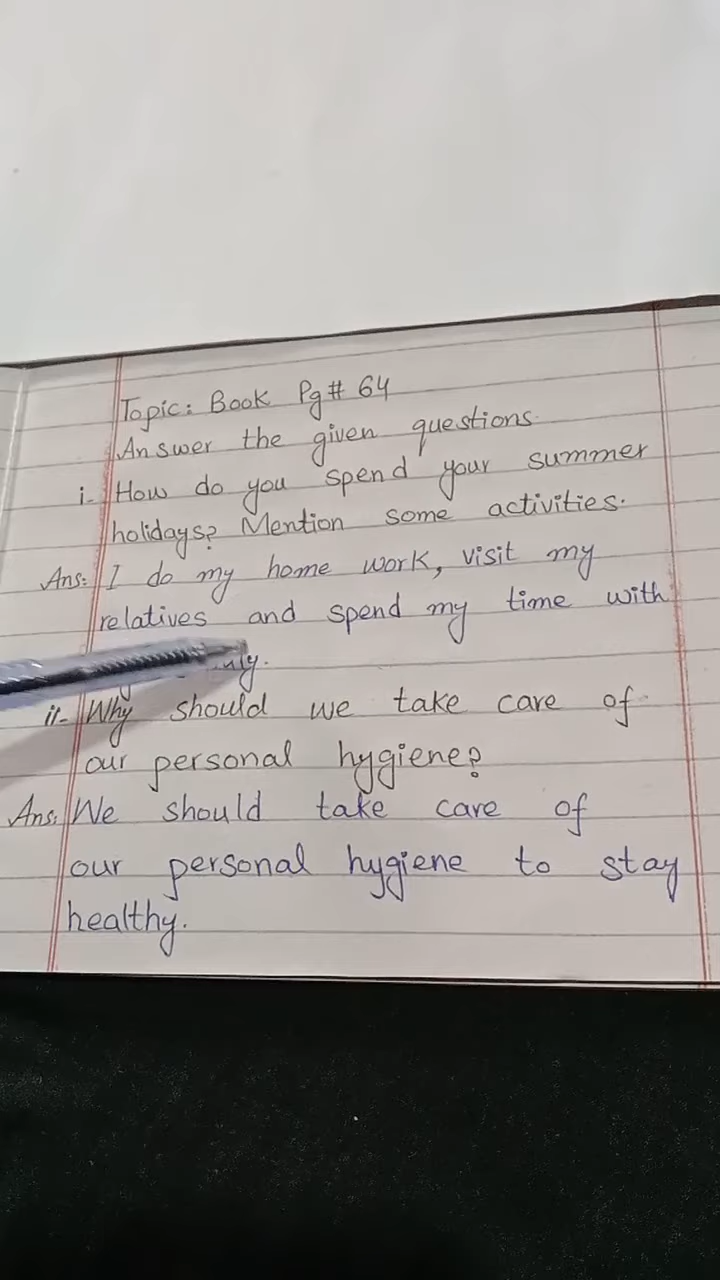 Topic: Book Pg# 64
Answer the given questions.
i- How do you spend your summer
holidays? Mention some activities.
Ans: I do my home work, visit my
relatives and spend my time with
ii- Why should we take care of
our personal hygiene?
Ans. We should take care of
our personal hygiene to stay
healthy.